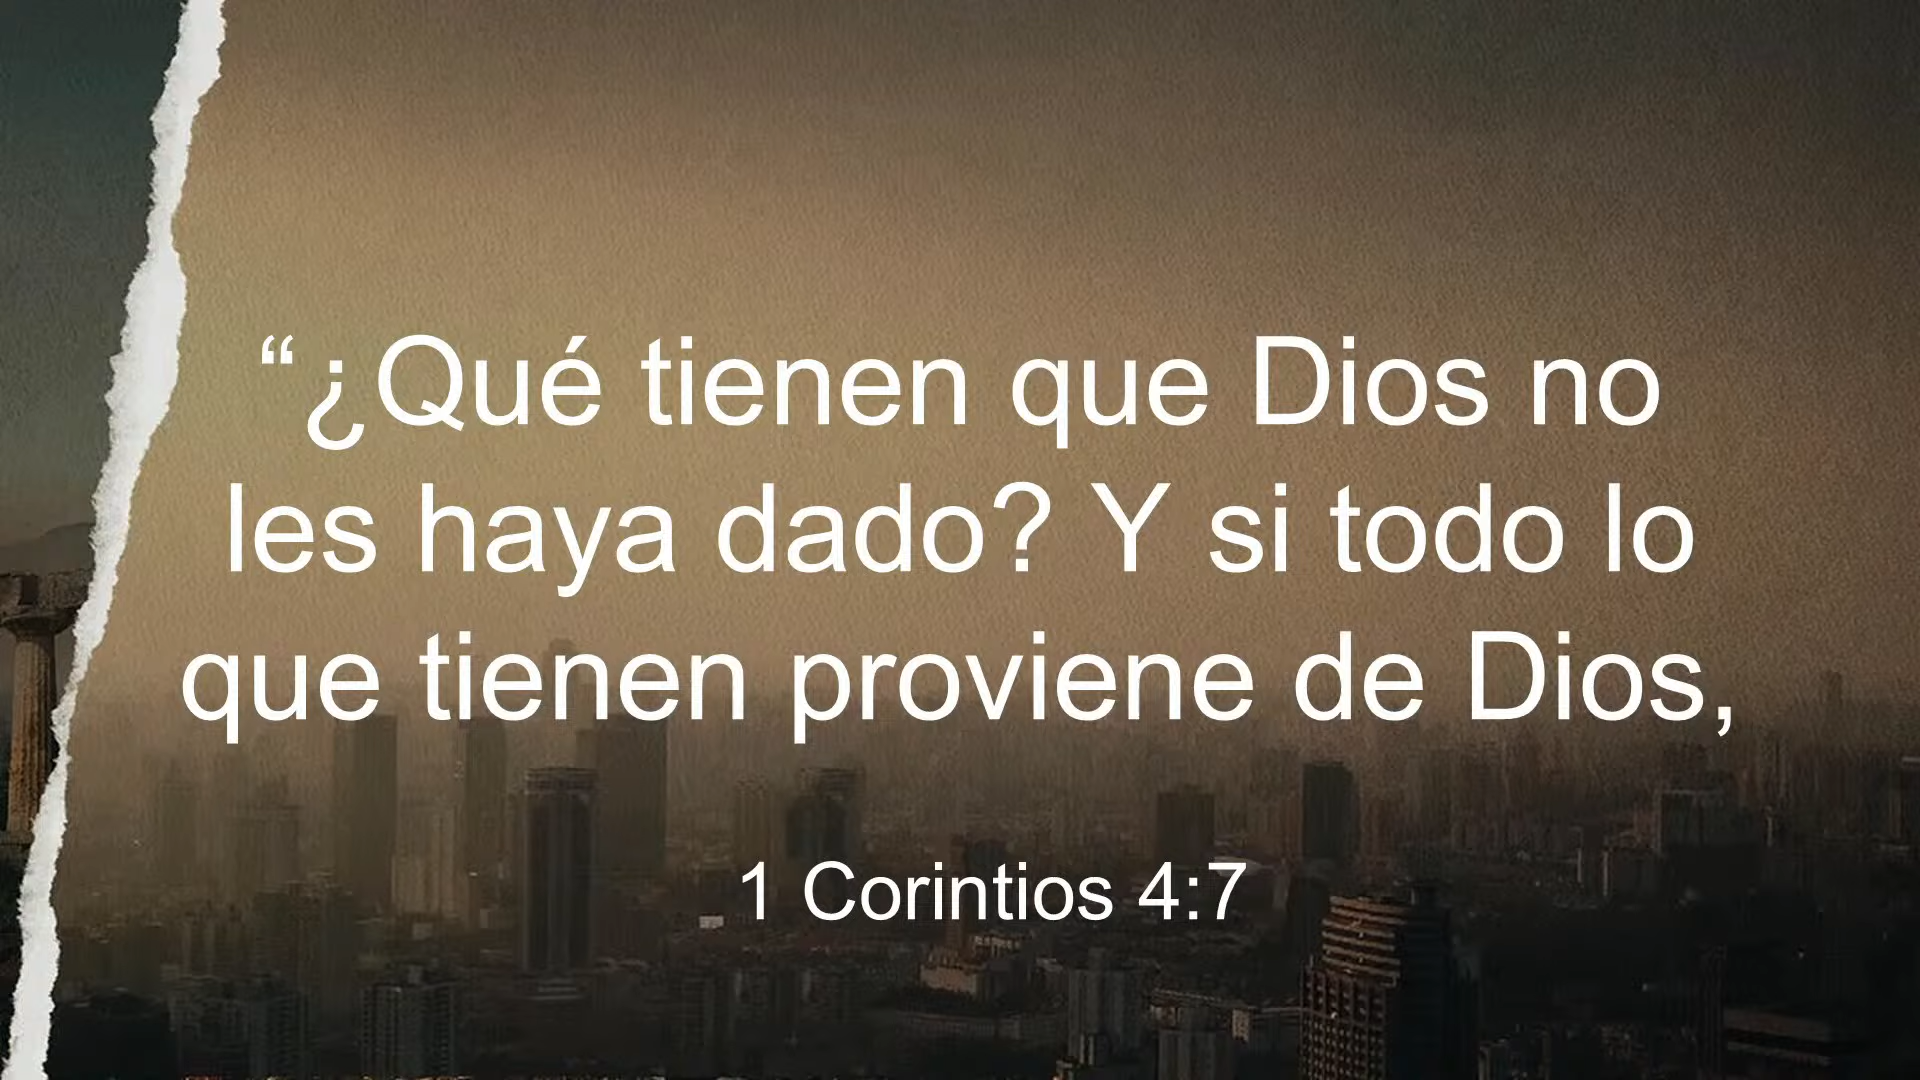 “¿Qué tienen que Dios no
les haya dado? Y si todo lo
que tienen proviene de Dios,
1 Corintios 4:7